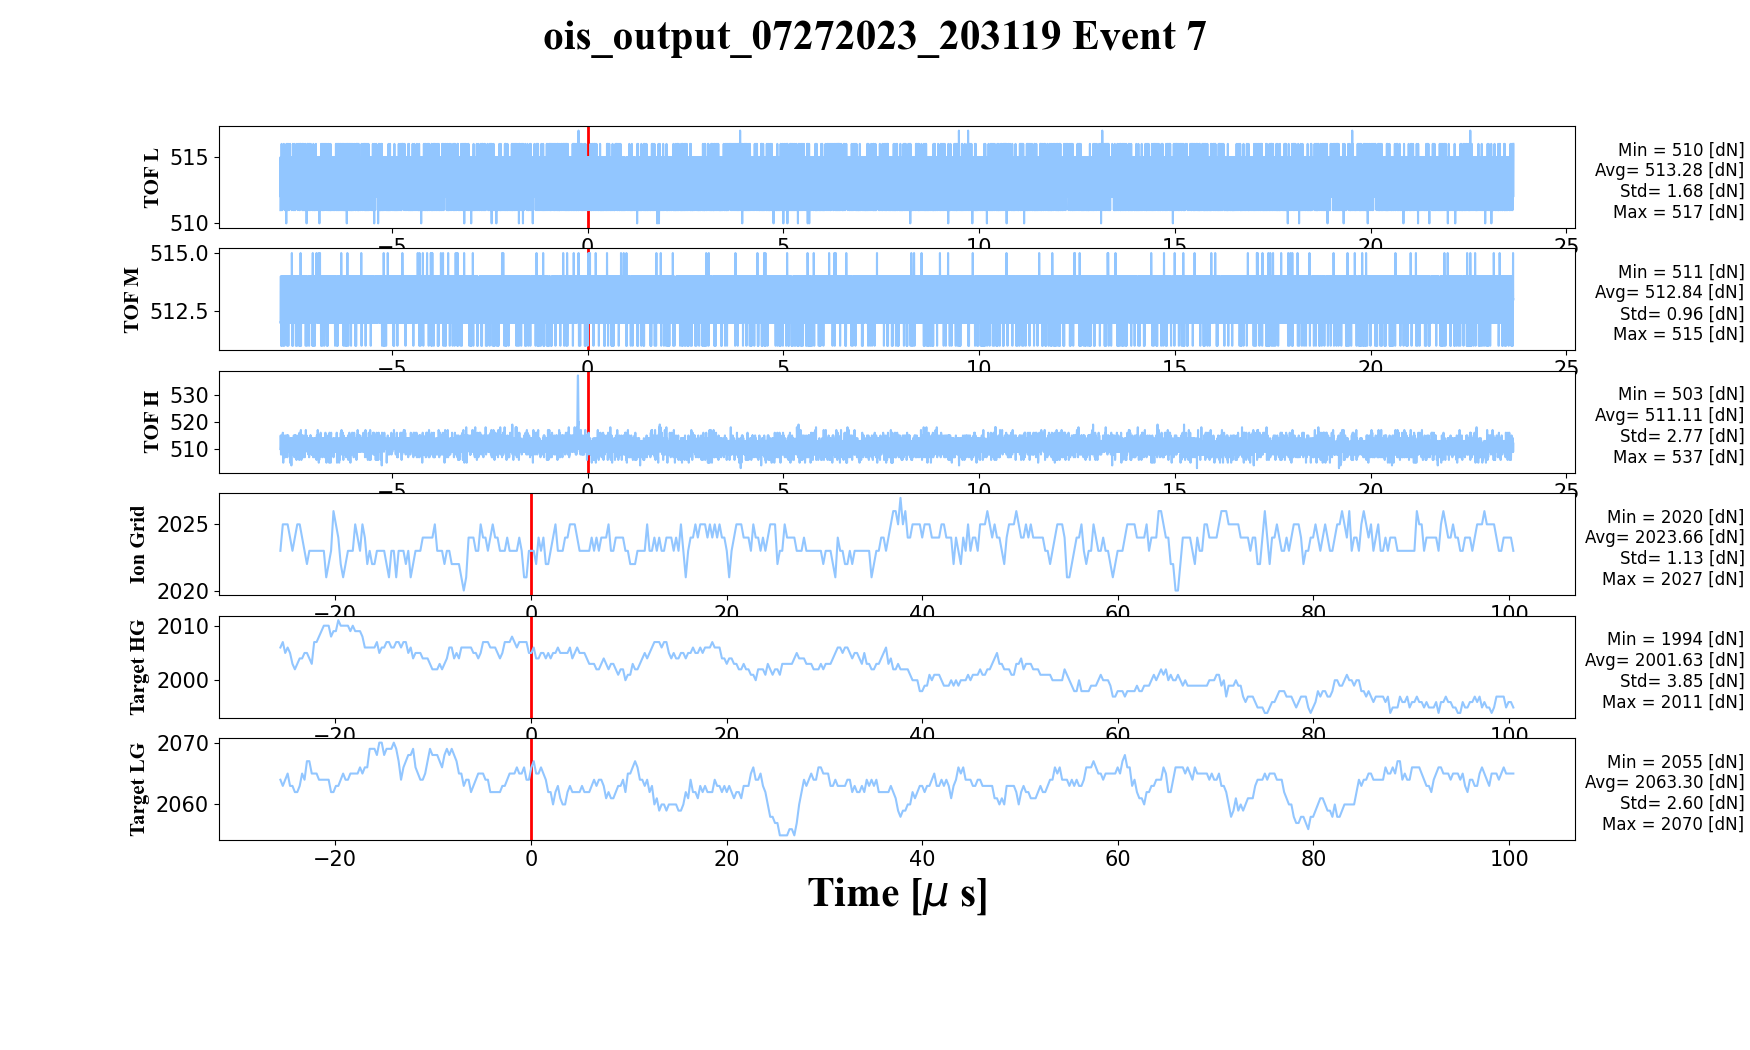 ois_output_07272023_203119 Event 7
TOF L
515
510
−5
0
5
10
15
20
25
Min = 510 [dN]
Avg= 513.28 [dN]
Std= 1.68 [dN]
Max = 517 [dN]
TOF M
515.0
512.5
−5
0
5
10
15
20
25
Min = 511 [dN]
Avg= 512.84 [dN]
Std= 0.96 [dN]
Max = 515 [dN]
TOF H
530
520
510
−5
0
5
10
15
20
25
Min = 503 [dN]
Avg= 511.11 [dN]
Std= 2.77 [dN]
Max = 537 [dN]
Ion Grid
2025
2020
−20
0
20
40
60
80
100
Min = 2020 [dN]
Avg= 2023.66 [dN]
Std= 1.13 [dN]
Max = 2027 [dN]
Target HG
2010
2000
−20
0
20
40
60
80
100
Min = 1994 [dN]
Avg= 2001.63 [dN]
Std= 3.85 [dN]
Max = 2011 [dN]
Target LG
2070
2060
−20
0
20
40
60
80
100
Min = 2055 [dN]
Avg= 2063.30 [dN]
Std= 2.60 [dN]
Max = 2070 [dN]
Time [μ s]